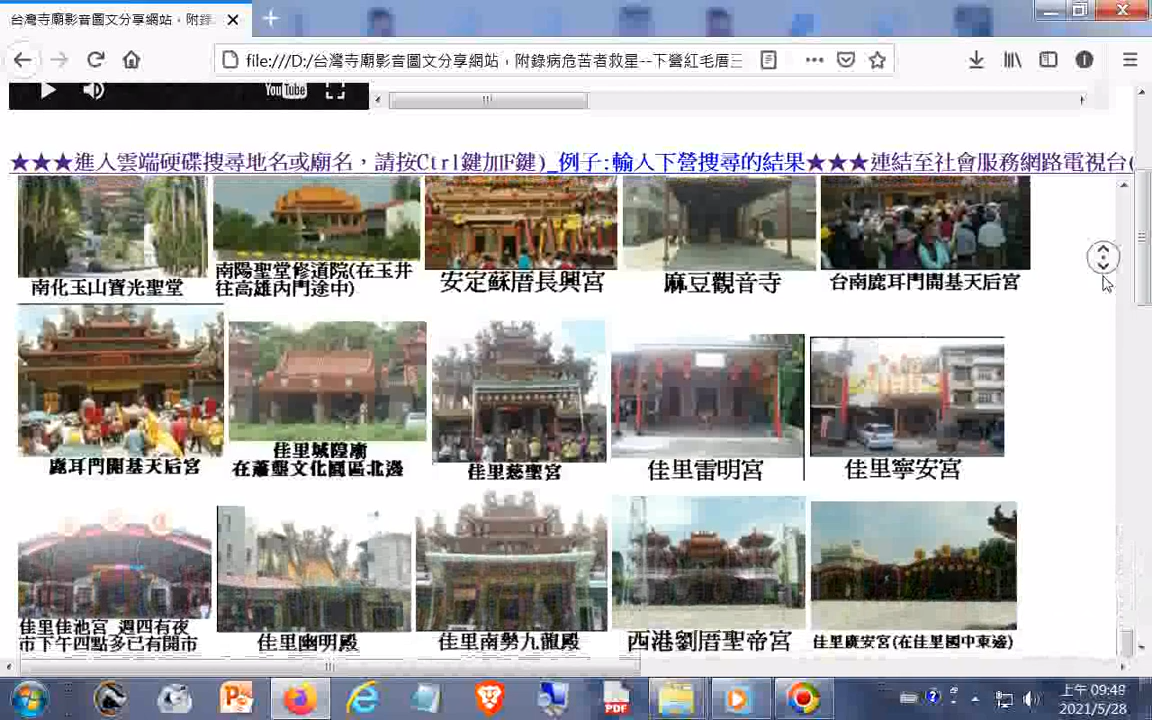 台灣寺廟影音圖文分享網站，附錄
file:///D:/台灣寺廟影音圖文分享網站，附錄病危苦者救星--下營紅毛厝三
YouTube
★★★進入雲端硬碟搜尋地名或廟名，請按Ctrl鍵加F鍵)_例子:輸入下營搜尋的結果★★★連結至社會服務網路電視台(
南化玉山寶光聖堂
南陽聖堂修道院(在玉井
往高雄內門途中)
安定蘇厝長興宮
麻豆觀音寺
台南鹿耳門開基天后宮
鹿耳門開基天后宮
佳里城隍廟
在蕭壟文化園區北邊
佳里慈聖宮
佳里雷明宮
佳里寧安宮
佳里佳池宮 週四有夜
市下午四點多已有開市
佳里幽明殿
佳里南勢九龍殿
西港劉厝聖帝宮
佳里廣安宮(在佳里國中東邊)
PDF
上午 09:48
2021/5/28